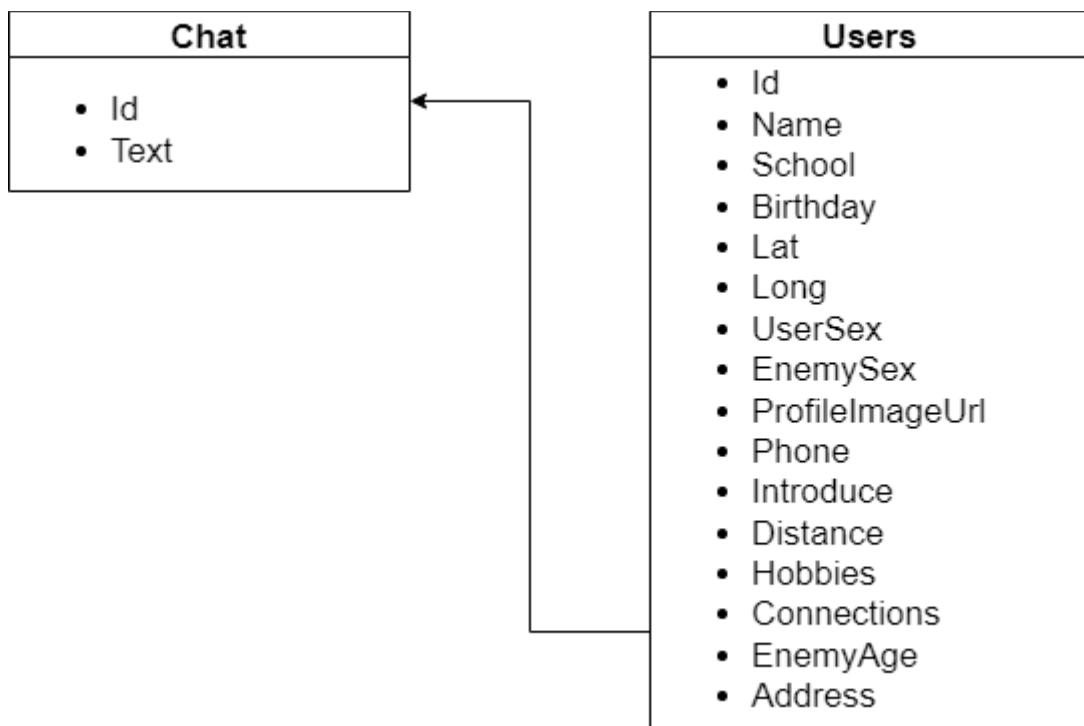 Chat
Id
Text
Users
Id
Name
School
Birthday
Lat
Long
UserSex
EnemySex
ProfileImageUrl
Phone
Introduce
Distance
Hobbies
Connections
EnemyAge
Address